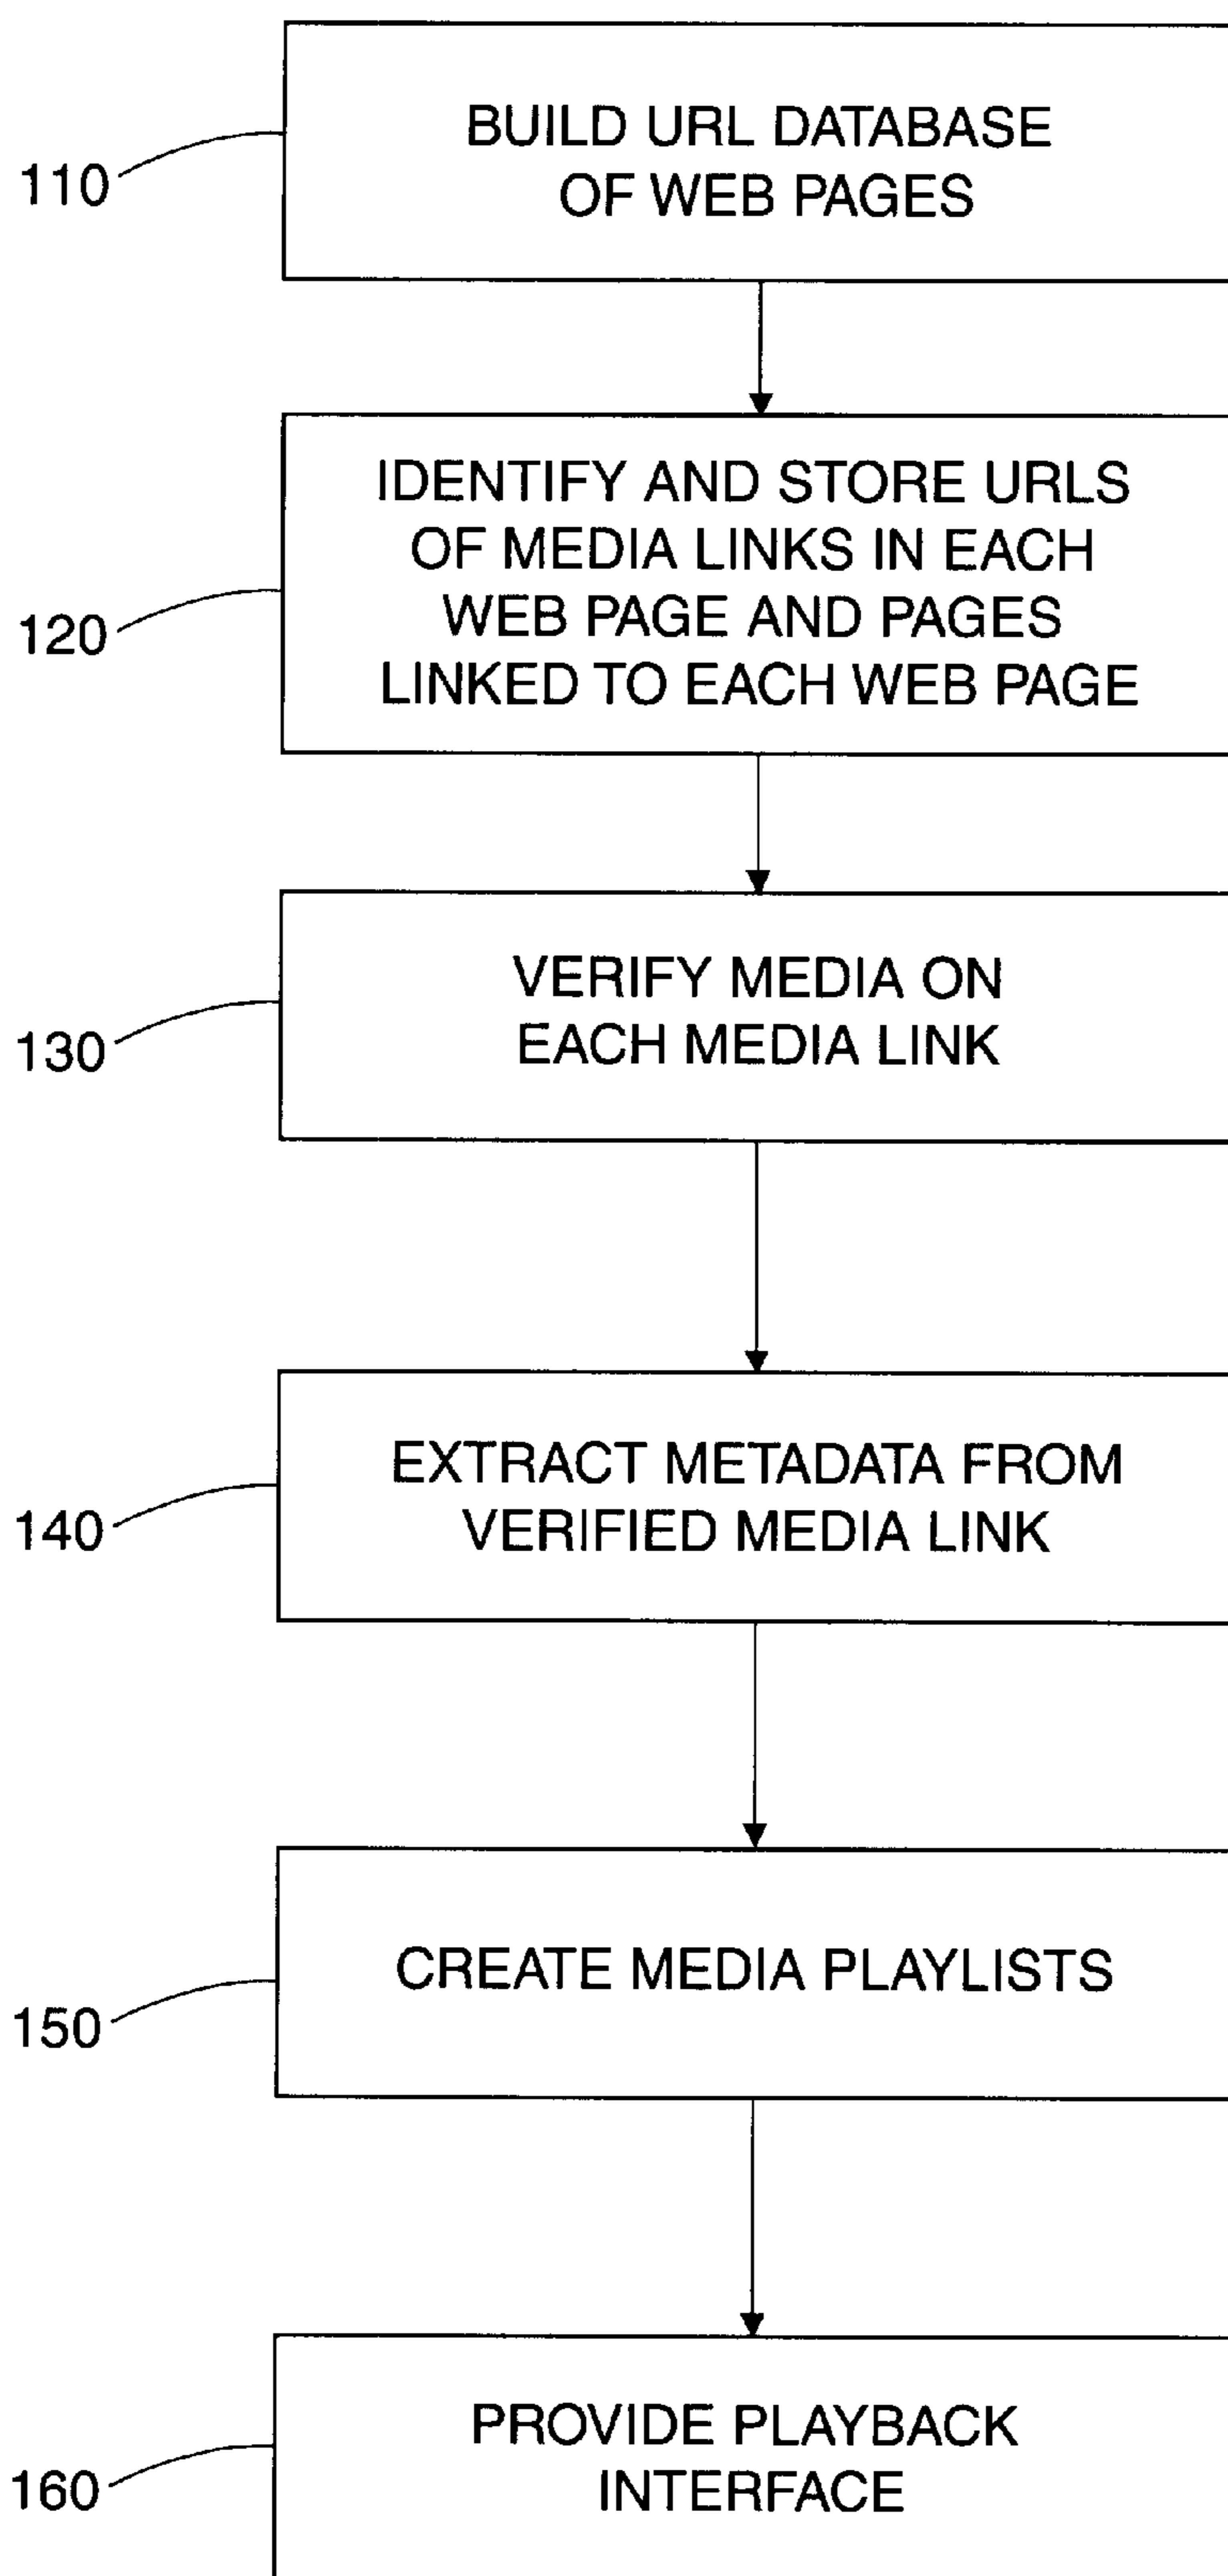 BUILD URL DATABASE
OF WEB PAGES
110
IDENTIFY AND STORE URLS
OF MEDIA LINKS IN EACH
WEB PAGE AND PAGES
LINKED TO EACH WEB PAGE
120
VERIFY MEDIA ON
EACH MEDIA LINK
130
EXTRACT METADATA FROM
VERIFIED MEDIA LINK
140
CREATE MEDIA PLAYLISTS
150
PROVIDE PLAYBACK
INTERFACE
160